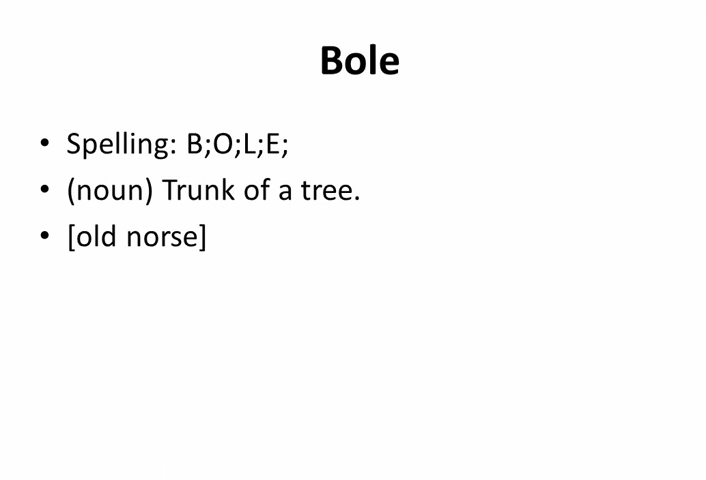 Bole
• Spelling: B;O;L;E;
• (noun) Trunk of a tree.
• [old norse]